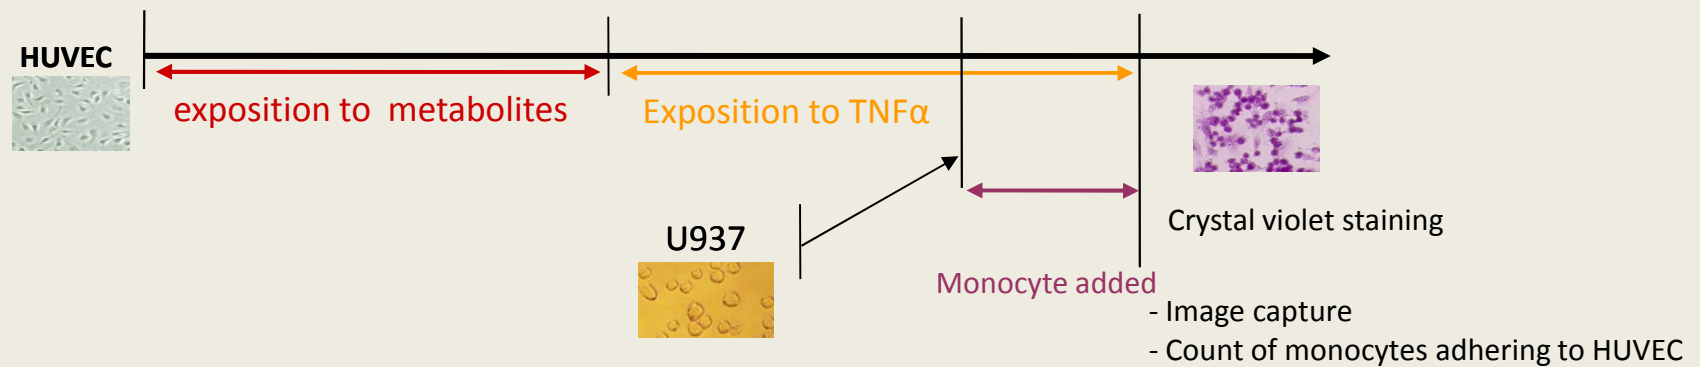 HUVEC
exposition to metabolites
Exposition to TNFα
U937
Monocyte added
Crystal violet staining
- Image capture
- Count of monocytes adhering to HUVEC